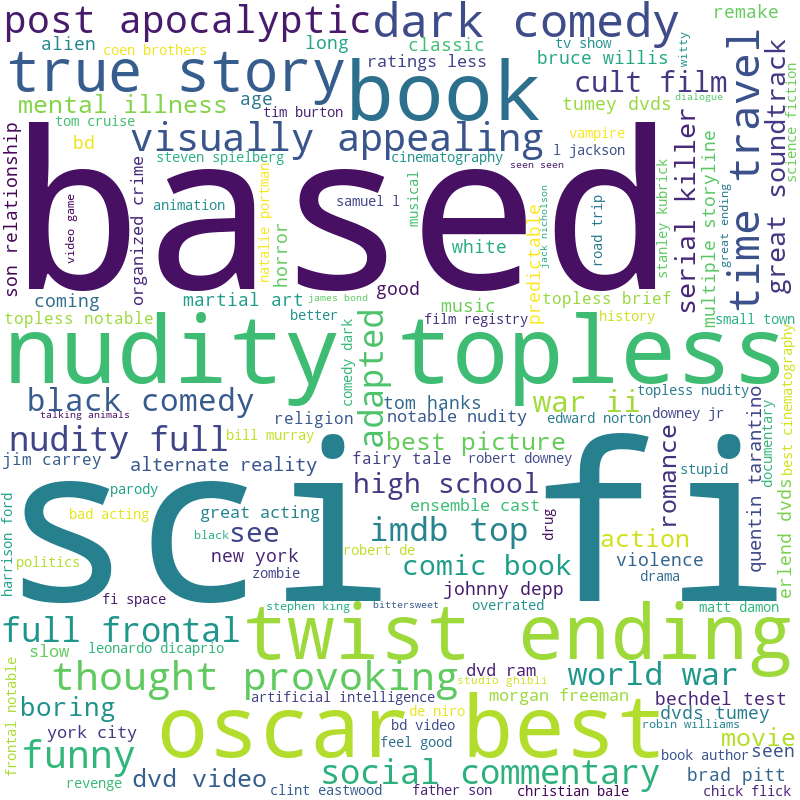 post apocalyptic
dark comedy
remake
alien
coen brothers
long
classic
tv show
witty
true story
book
ratings less
bruce willis
cult film
time travel
great soundtrack
science fiction
mental illness
age
tim burton
tumey dvds
dialogue
tom cruise
visually appealing
bd
vampire
serial killer
son relationship
steven spielberg
cinematography
seen seen
l jackson
stanley kubrick
multiple storyline
great ending
based
video game
organized crime
animation
natalie portman
horror
samuel l
musical
white
predictable
jack nicholson
road trip
coming
martial art
james bond
good
music
topless brief
topless notable
better
film registry
history
small town
nudity topless
comedy dark
adapted
best cinematography
black comedy
talking animals
religion
tom hanks
notable nudity
war ii
edward norton
topless nudity
downey jr
nudity full
bill murray
best picture
romance
quentin tarantino
documentary
jim carrey
alternate reality
fairy tale
robert downey
stupid
high school
sci fi
harrison ford
parody
bad acting
great acting
ensemble cast
drug
erlend dvds
black
see
imdb top
action
politics
new york
robert de
violence
zombie
comic book
drama
fi space
johnny depp
stephen king
bittersweet
overrated
matt damon
full frontal
twist ending
slow
leonardo dicaprio
thought provoking
dvd ram
studio ghibli
world war
frontal notable
artificial intelligence
morgan freeman
bechdel test
boring
oscar best
de niro
dvds tumey
robin williams
york city
bd video
movie
funny
feel good
book author
seen
revenge
dvd video
social commentary
brad pitt
clint eastwood
father son
christian bale
chick flick